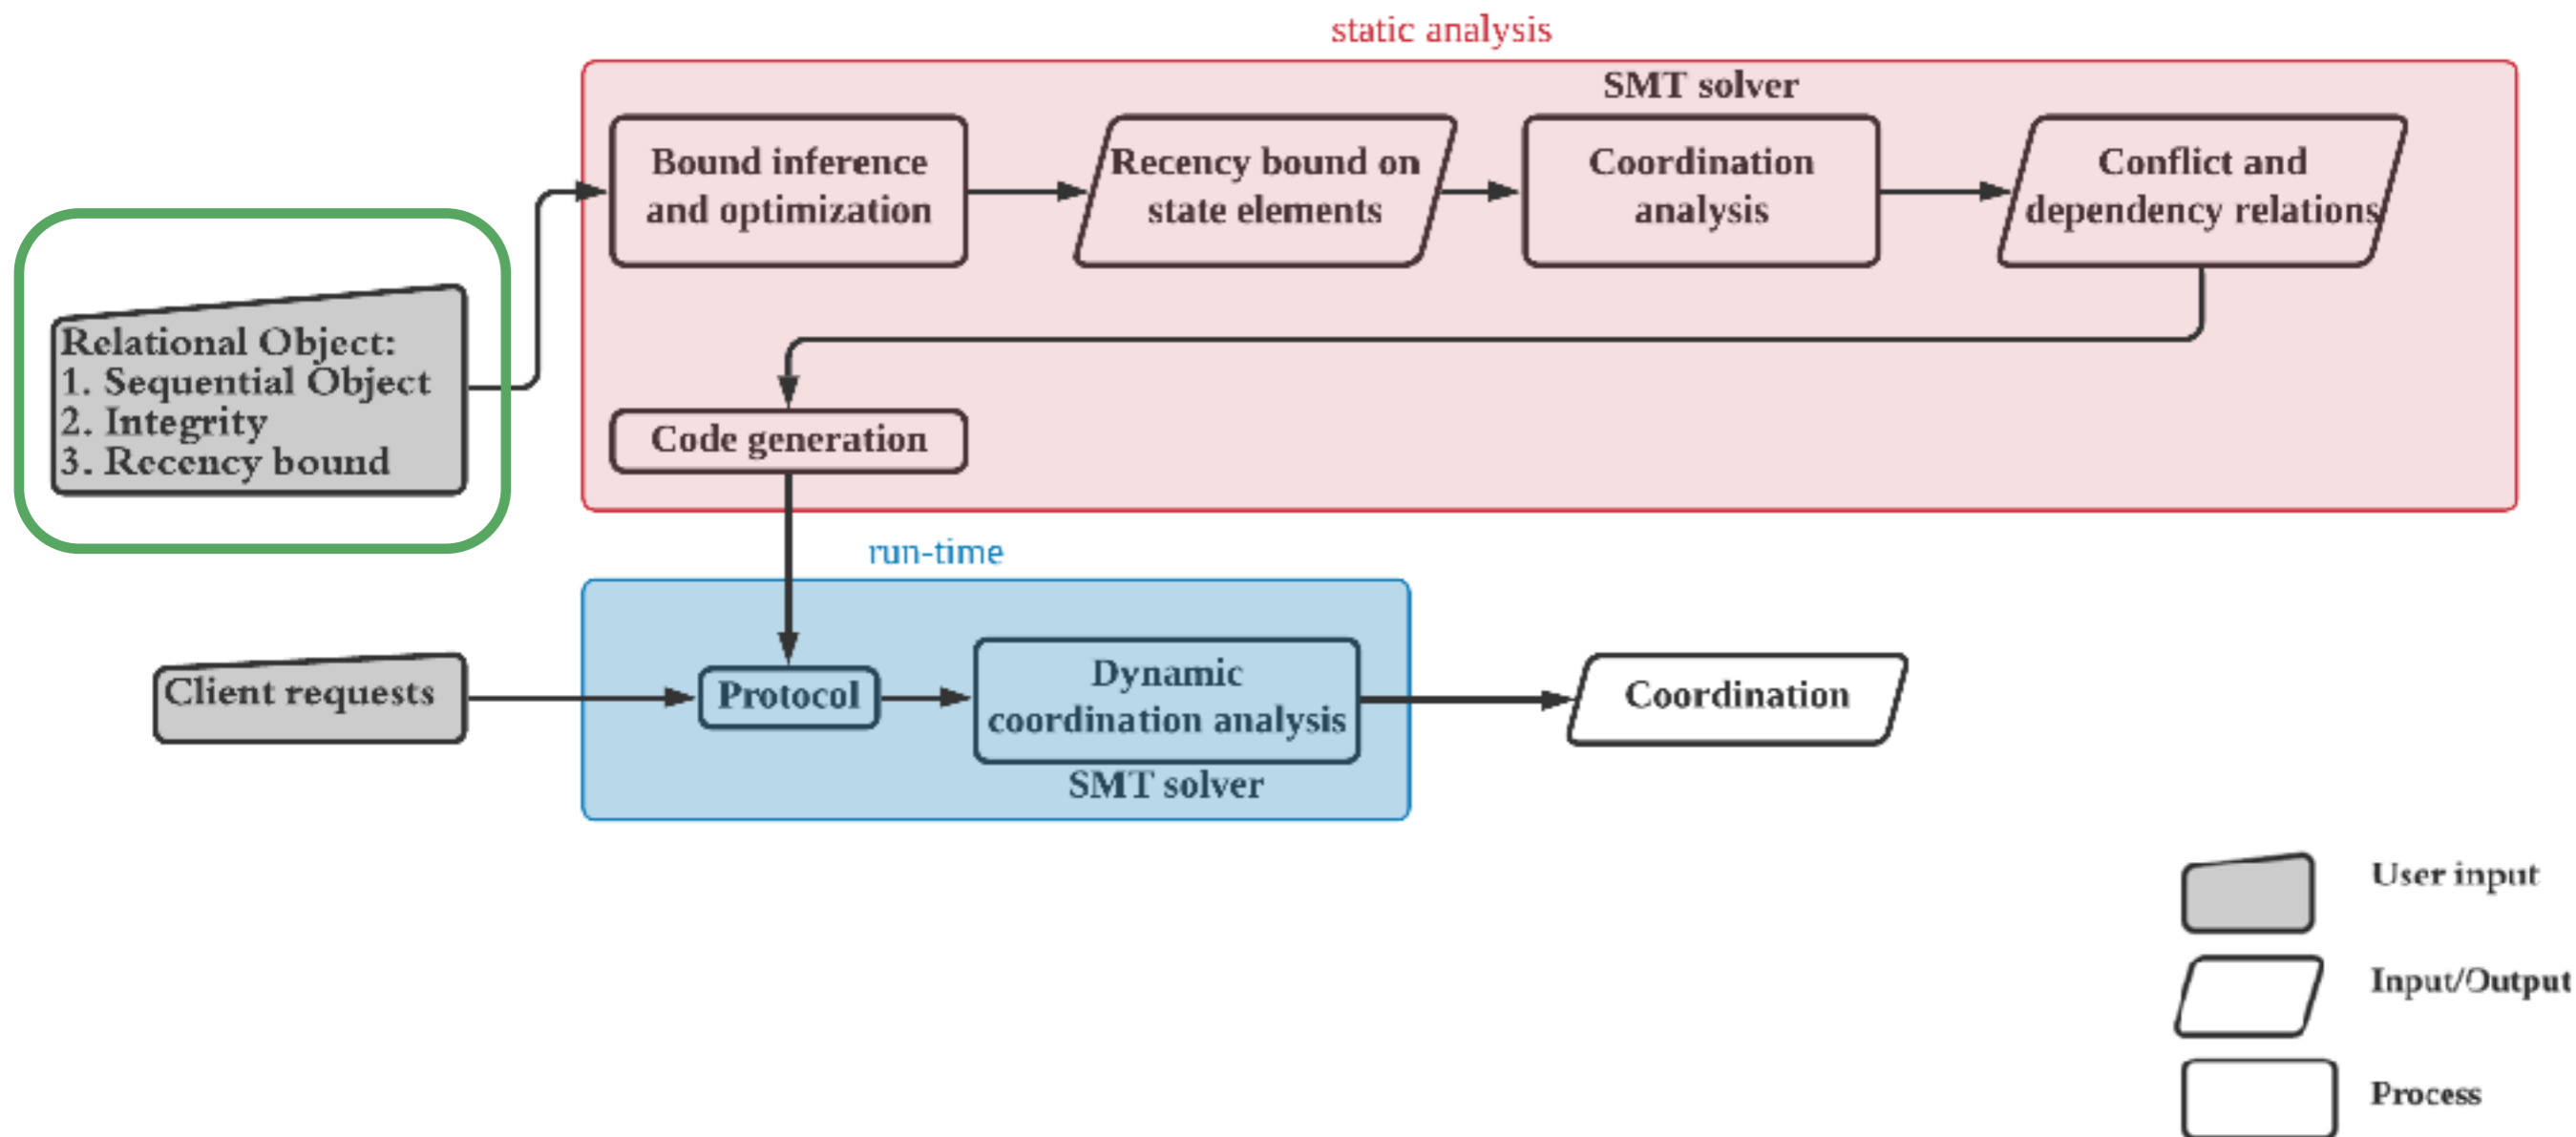 static analysis
SMT solver
Bound inference
and optimization
Recency bound on
state elements
Coordination
analysis
Conflict and
dependency relations
Relational Object:
1. Sequential Object
2. Integrity
3. Recency bound
Code generation
run-time
Client requests
Protocol
Dynamic
coordination analysis
SMT solver
Coordination
User input
Input/Output
Process